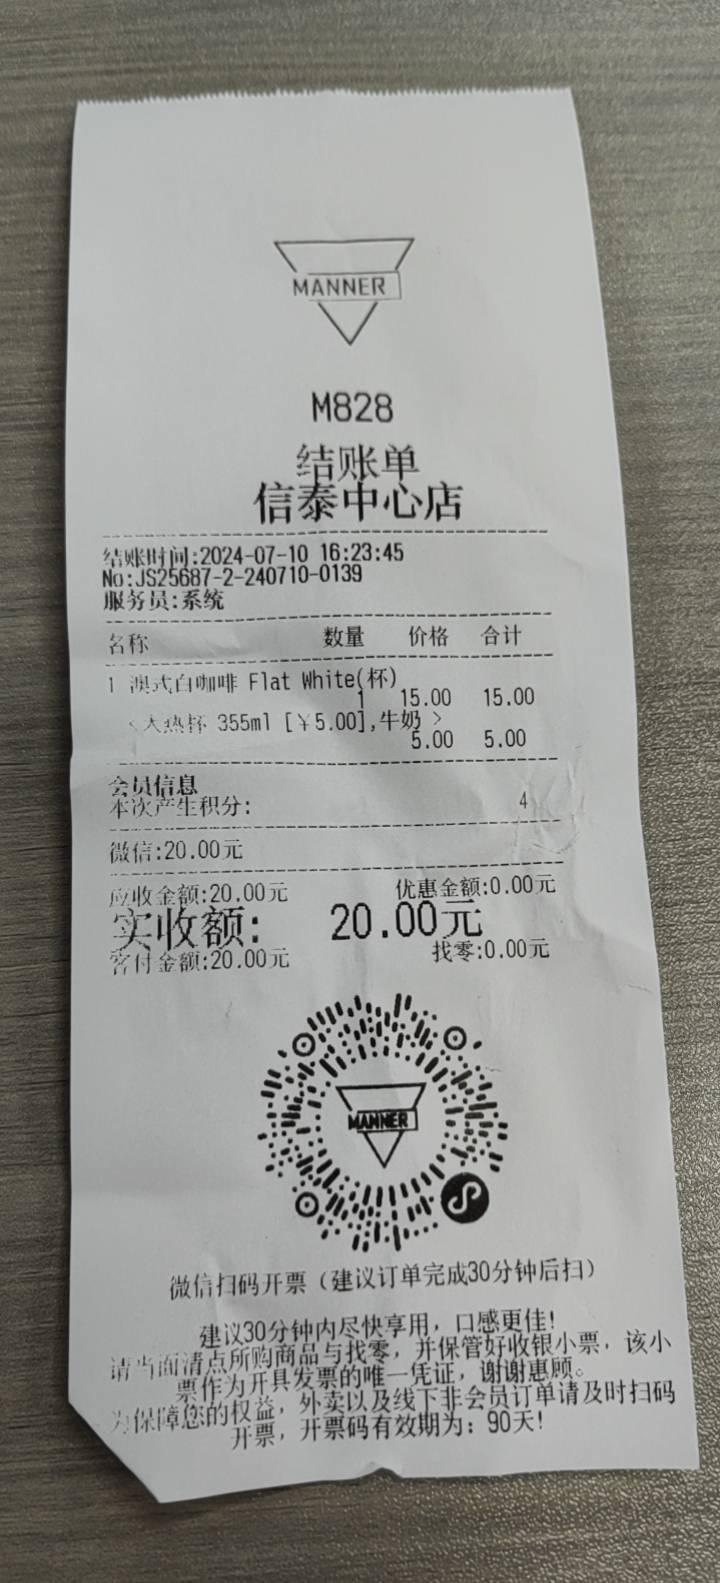 MANNER
M828
结账单
信泰中心店
结账时间:2024-07-10 16:23:45
No:JS25687-2-240710-0139
服务员:系统
名称 数量 价格 合计
1 澳式白咖啡 Flat White(杯)
1 15.00 15.00
<大热杯 355ml [￥5.00],牛奶 >
5.00 5.00
会员信息
本次产生积分: 4
微信:20.00元
应收金额:20.00元 优惠金额:0.00元
实收额: 20.00元
客付金额:20.00元 找零:0.00元
MANNER
微信扫码开票（建议订单完成30分钟后扫）
建议30分钟内尽快享用，口感更佳!
请当面清点所购商品与找零，并保管好收银小票，该小
票作为开具发票的唯一凭证，谢谢惠顾。
为保障您的权益，外卖以及线下非会员订单请及时扫码
开票，开票码有效期为：90天!